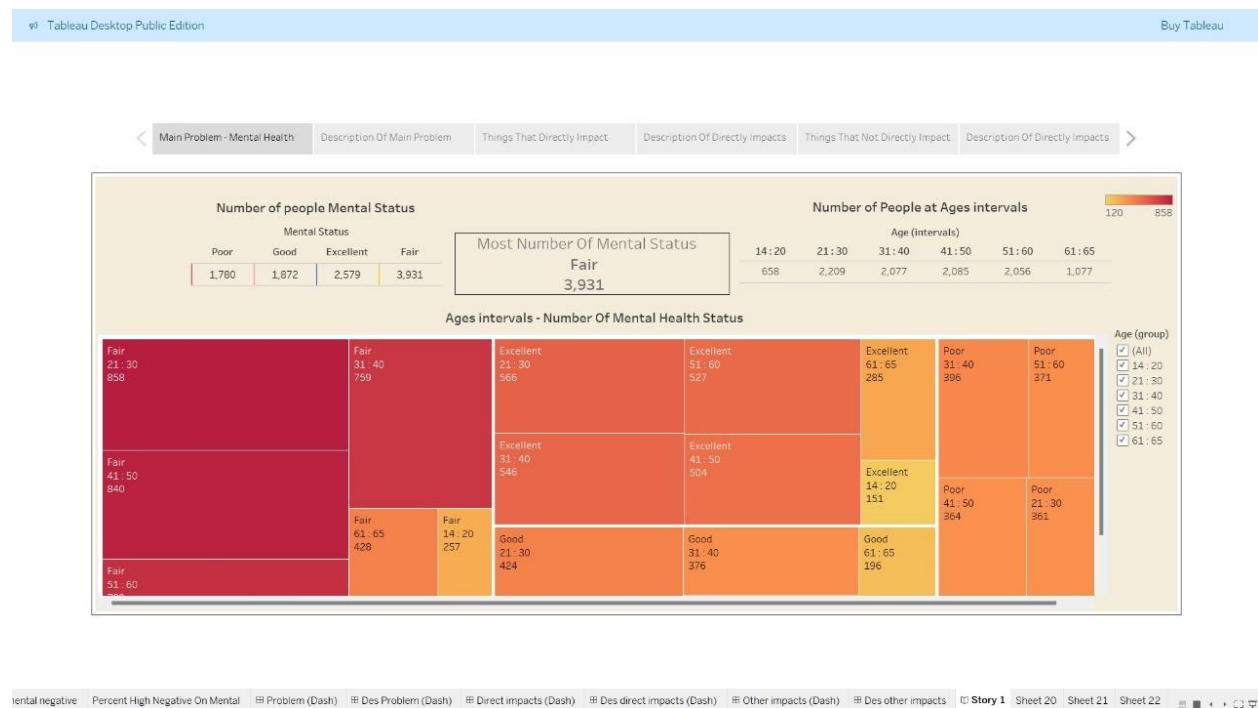 Tableau Desktop Public Edition
Buy Tableau
Main Problem - Mental Health
Description Of Main Problem
Things That Directly Impact
Description Of Directly Impacts
Things That Not Directly Impact
Description Of Directly Impacts
Number of people Mental Status
Mental Status
Poor Good Excellent Fair
1,780 1,872 2,579 3,931
Most Number Of Mental Status
Fair
3,931
Number of People at Ages intervals
Age (intervals)
14:20 21:30 31:40 41:50 51:60 61:65
658 2,209 2,077 2,085 2,056 1,077
120 858
Ages intervals - Number Of Mental Health Status
Fair
21:30
858
Fair
41:50
840
Fair
51:60
Fair
31:40
759
Fair
61:65
428
Fair
14:20
257
Excellent
21:30
566
Excellent
51:60
527
Excellent
31:40
546
Excellent
41:50
504
Excellent
61:65
285
Excellent
14:20
151
Good
21:30
424
Good
31:40
376
Good
61:65
196
Poor
31:40
396
Poor
51:60
371
Poor
41:50
364
Poor
21:30
361
Age (group)
(All)
14:20
21:30
31:40
41:50
51:60
61:65
negative
Percent High Negative On Mental
Problem (Dash)
Des Problem (Dash)
Direct impacts (Dash)
Des direct impacts (Dash)
Other impacts (Dash)
Des other impacts
Story 1
Sheet 20
Sheet 21
Sheet 22